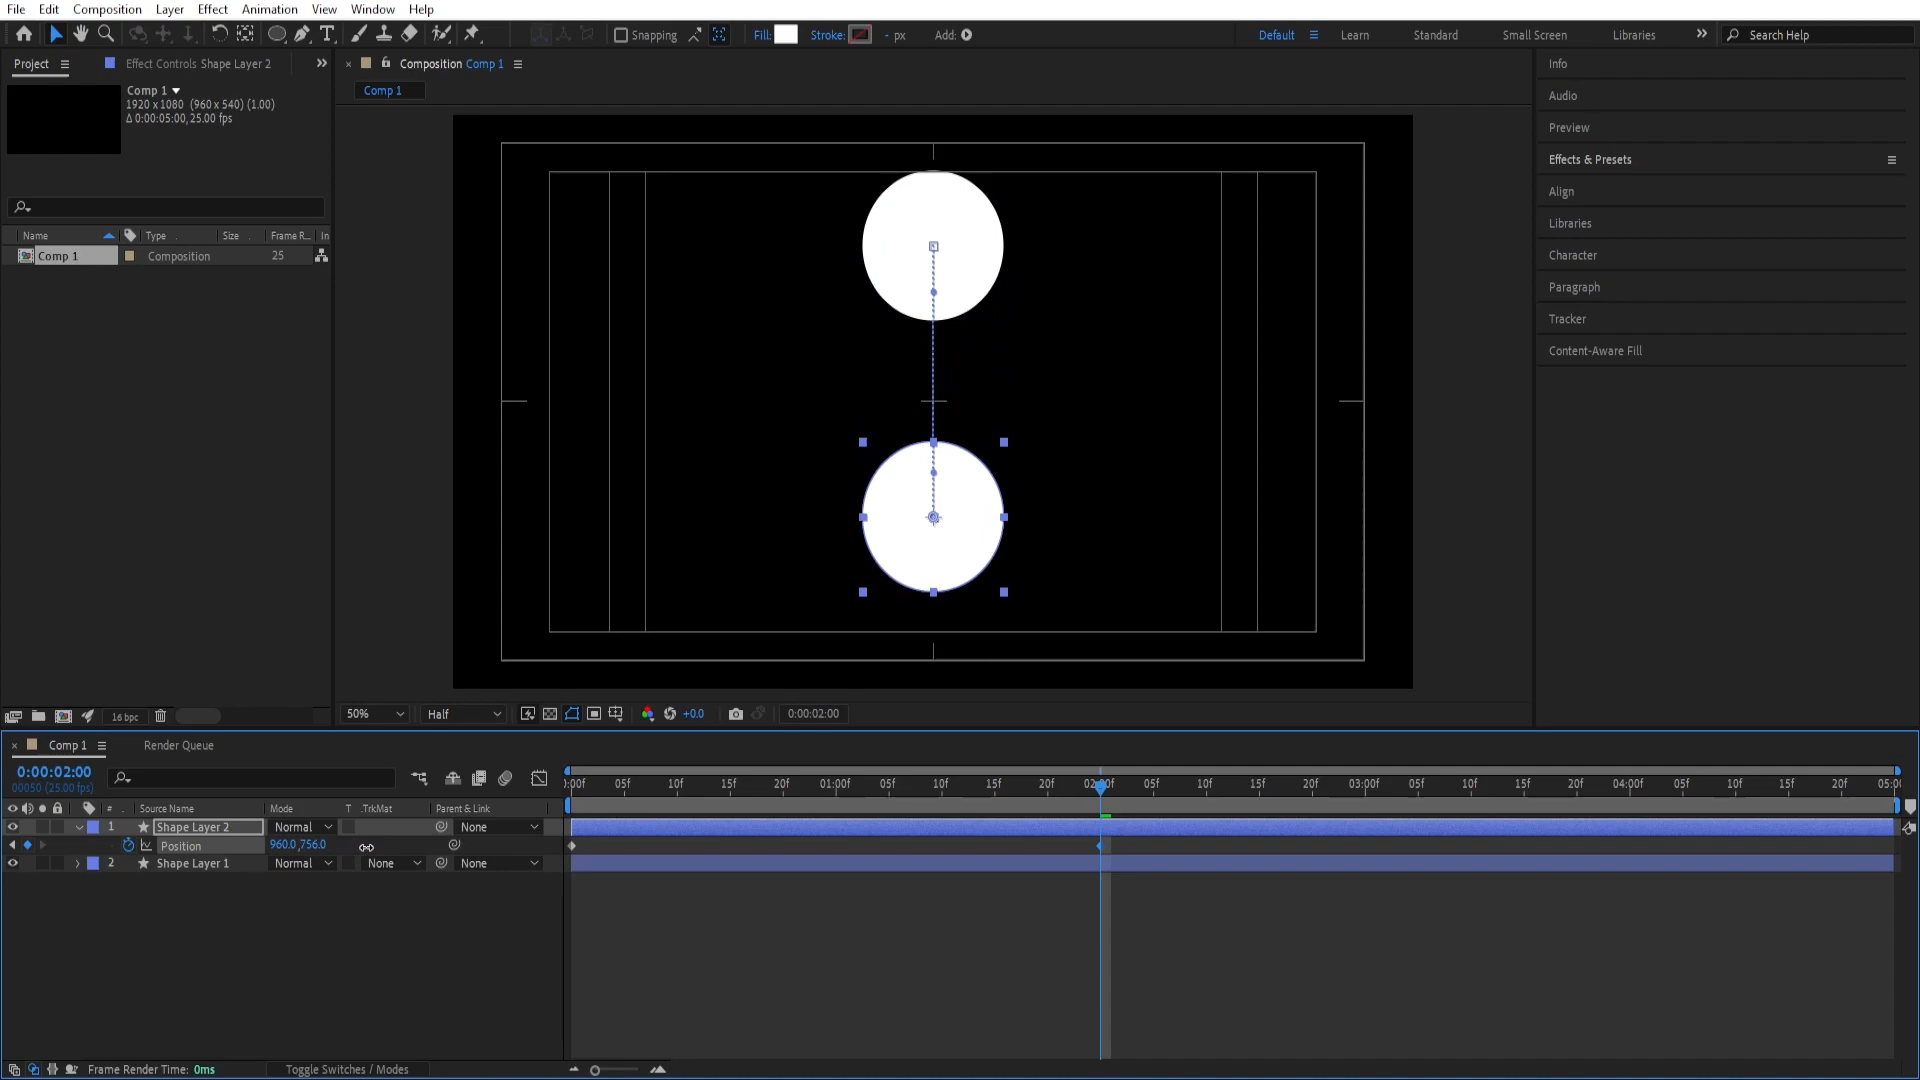 File Edit Composition Layer Effect Animation View Window Help
Snapping Fill: Stroke: - px Add: Default Learn Standard Small Screen Libraries Search Help
Project Effect Controls Shape Layer 2
Composition Comp 1
Info
Comp 1
1920 x 1080 (960 x 540) (1.00)
Δ 0:00:05:00, 25.00 fps
Comp 1
Audio
Preview
Effects & Presets
Align
Libraries
Character
Paragraph
Tracker
Content-Aware Fill
Name Type Size Frame R... In
Comp 1 Composition 25
16 bpc
50% Half +0.0 0:00:02:00
Comp 1 Render Queue
0:00:02:00
00050 (25.00 fps)
:00f 05f 10f 15f 20f 01:00f 05f 10f 15f 20f 02:00f 05f 10f 15f 20f 03:00f 05f 10f 15f 20f 04:00f 05f 10f 15f 20f 05:00
# Source Name Mode T .TrkMat Parent & Link
1 Shape Layer 2 Normal None
Position 960.0,756.0
2 Shape Layer 1 Normal None None
Frame Render Time: 0ms Toggle Switches / Modes